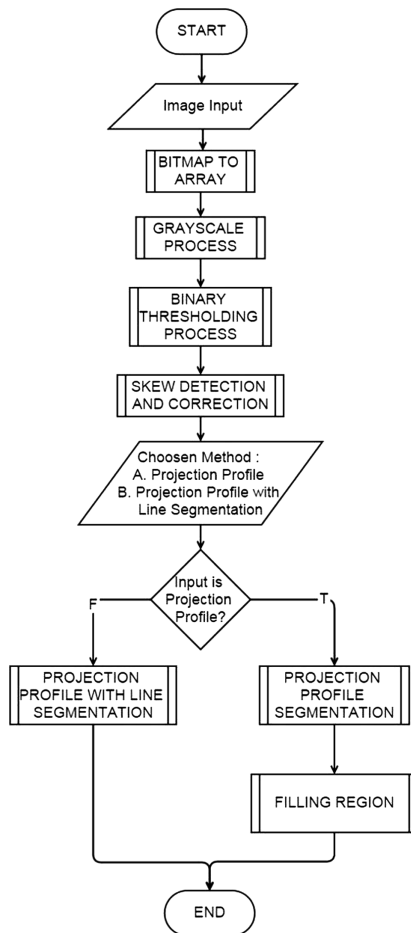 START
Image Input
BITMAP TO
ARRAY
GRAYSCALE
PROCESS
BINARY
THRESHOLDING
PROCESS
SKEW DETECTION
AND CORRECTION
Choosen Method :
A. Projection Profile
B. Projection Profile with
Line Segmentation
Input is
Projection
Profile?
F
T
PROJECTION
PROFILE WITH LINE
SEGMENTATION
PROJECTION
PROFILE
SEGMENTATION
FILLING REGION
END